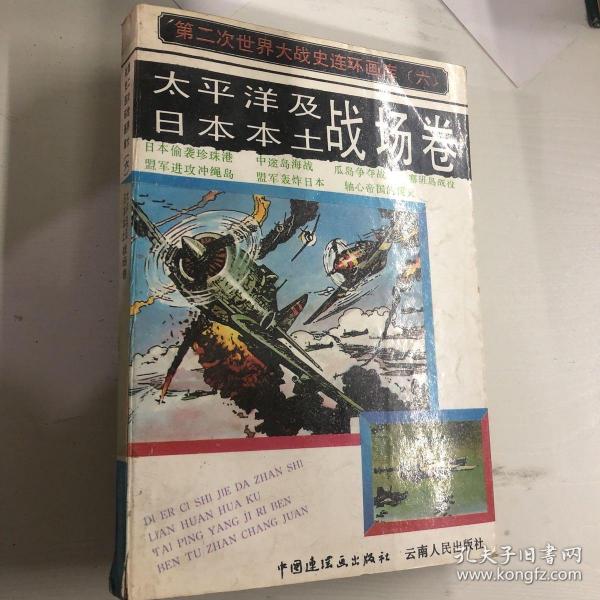 第二次世界大战史连环画库（六）
太平洋及
日本本土
战场卷
日本偷袭珍珠港 中途岛海战 瓜岛争夺战 塞班岛战役
盟军进攻冲绳岛 盟军轰炸日本 轴心帝国的覆灭
DI ER CI SHI JIE DA ZHAN SHI
LIAN HUAN HUA KU
TAI PING YANG JI RI BEN
BEN TU ZHAN CHANG JUAN
中国连环画出版社 云南人民出版社
孔夫子旧书网
www.kongfz.com